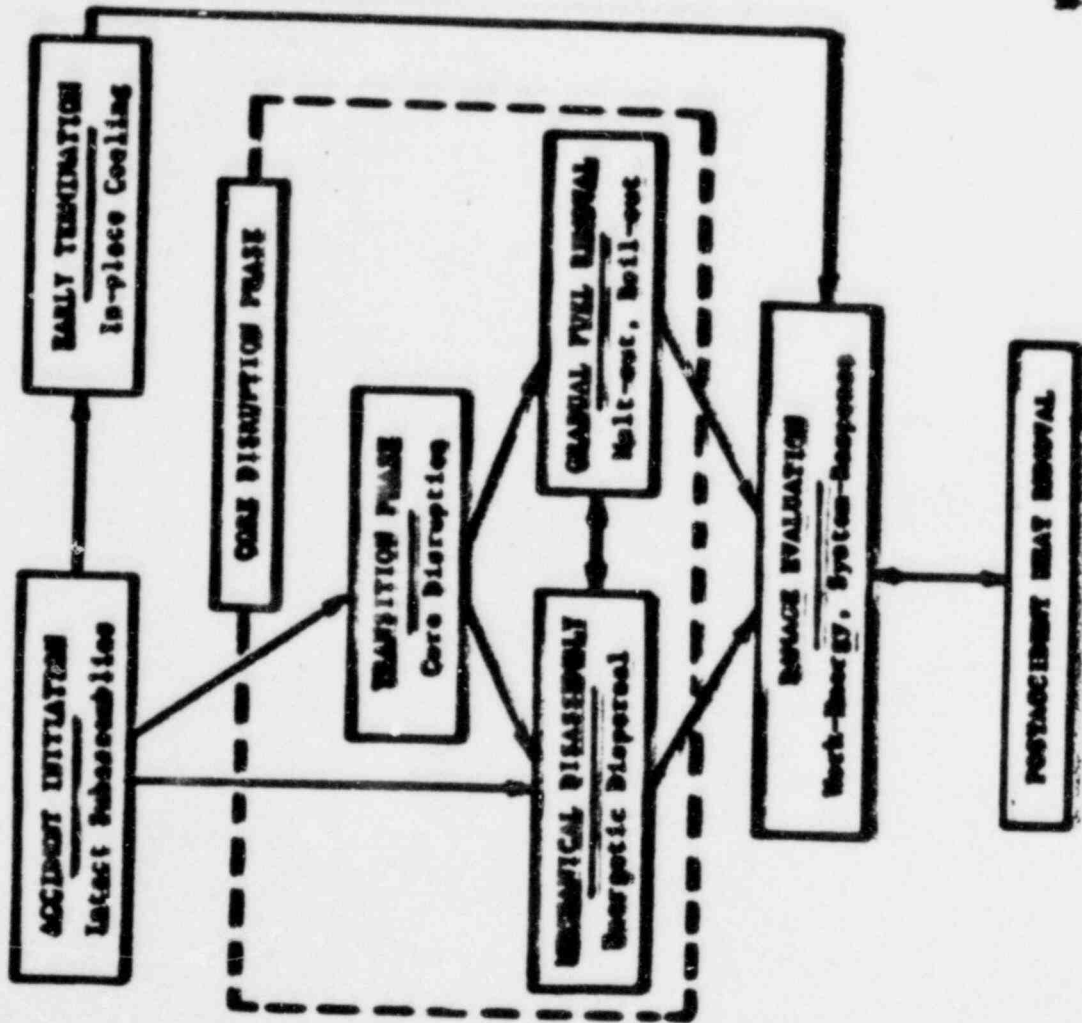 ACCIDENT INITIATION
Intact Subassemblies
EARLY TERMINATION
In-place Cooling
CORE DISRUPTION PHASE
TRANSITION PHASE
Core Disruption
MECHANICAL DISASSEMBLY
Energetic Dispersal
GRADUAL FUEL REMOVAL
Melt-out, Boil-out
DAMAGE EVALUATION
Work-Energy, System-Response
POSTACCIDENT HEAT REMOVAL